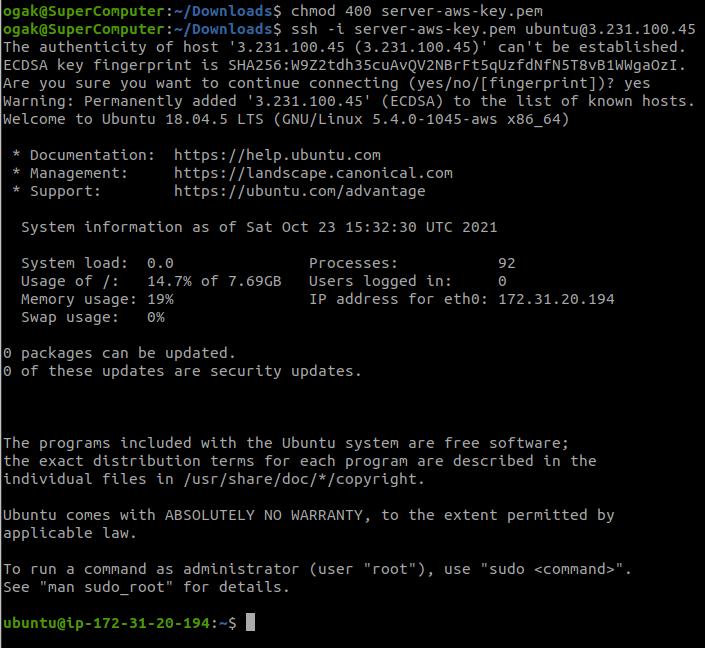 ogak@SuperComputer:~/Downloads$ chmod 400 server-aws-key.pem
ogak@SuperComputer:~/Downloads$ ssh -i server-aws-key.pem ubuntu@3.231.100.45
The authenticity of host '3.231.100.45 (3.231.100.45)' can't be established.
ECDSA key fingerprint is SHA256:W9Z2tdh35cuAvQV2NBrFt5qUzfdNfN5T8vB1WWgaOzI.
Are you sure you want to continue connecting (yes/no/[fingerprint])? yes
Warning: Permanently added '3.231.100.45' (ECDSA) to the list of known hosts.
Welcome to Ubuntu 18.04.5 LTS (GNU/Linux 5.4.0-1045-aws x86_64)
* Documentation:  https://help.ubuntu.com
* Management:     https://landscape.canonical.com
* Support:        https://ubuntu.com/advantage
System information as of Sat Oct 23 15:32:30 UTC 2021
System load:  0.0               Processes:           92
Usage of /:   14.7% of 7.69GB   Users logged in:     0
Memory usage: 19%               IP address for eth0: 172.31.20.194
Swap usage:   0%
0 packages can be updated.
0 of these updates are security updates.
The programs included with the Ubuntu system are free software;
the exact distribution terms for each program are described in the
individual files in /usr/share/doc/*/copyright.
Ubuntu comes with ABSOLUTELY NO WARRANTY, to the extent permitted by
applicable law.
To run a command as administrator (user "root"), use "sudo <command>".
See "man sudo_root" for details.
ubuntu@ip-172-31-20-194:~$